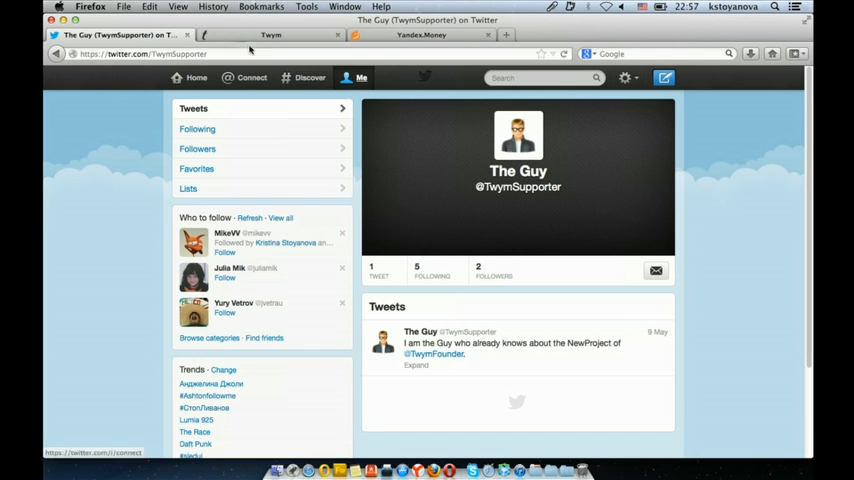 Firefox File Edit View History Bookmarks Tools Window Help 22:57 kstoyanova
The Guy (TwymSupporter) on Twitter
The Guy (TwymSupporter) on T... Twym Yandex.Money
https://twitter.com/TwymSupporter Google
Home Connect Discover Me Search
Tweets
Following
Followers
Favorites
Lists
The Guy
@TwymSupporter
Who to follow · Refresh · View all
MikeVV @mikevv
Followed by Kristina Stoyanova an...
Follow
Julia Mik @juliamik
Follow
Yury Vetrov @jvetrau
Follow
Browse categories · Find friends
1 5 2
TWEET FOLLOWING FOLLOWERS
Tweets
The Guy @TwymSupporter 9 May
I am the Guy who already knows about the NewProject of
@TwymFounder.
Expand
Trends · Change
Анджелина Джоли
#Ashtonfollowme
#СтопЛиванов
Lumia 925
The Race
Daft Punk
https://twitter.com/i/connect